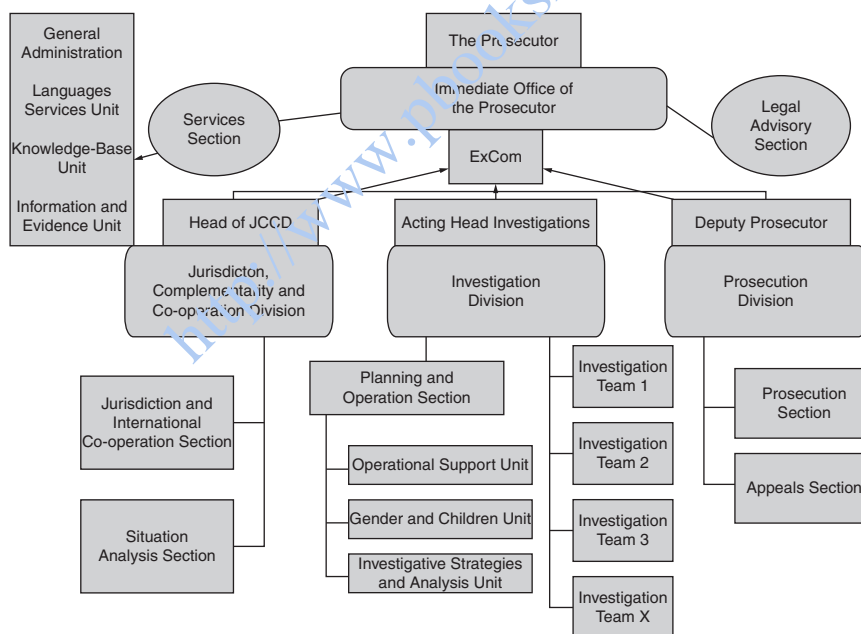 General
Administration
Languages
Services Unit
Knowledge-Base
Unit
Information and
Evidence Unit
Services
Section
The Prosecutor
Immediate Office of
the Prosecutor
ExCom
Legal
Advisory
Section
Head of JCCD
Jurisdicton,
Complementarity and
Co-operation Division
Acting Head Investigations
Investigation
Division
Deputy Prosecutor
Prosecution
Division
Jurisdiction and
International
Co-operation Section
Situation
Analysis Section
Planning and
Operation Section
Operational Support Unit
Gender and Children Unit
Investigative Strategies
and Analysis Unit
Investigation
Team 1
Investigation
Team 2
Investigation
Team 3
Investigation
Team X
Prosecution
Section
Appeals Section
http://www.pbooks.